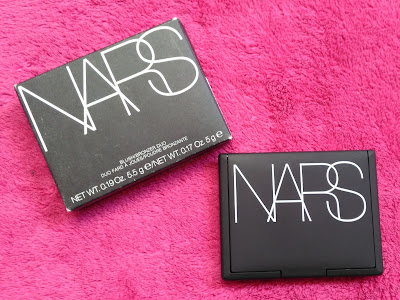 NARS
BLUSH/BRONZER DUO
DUO FARD À JOUES/POUDRE BRONZANTE
NET WT. 0.19 Oz. 5.5 g ℮/NET WT. 0.17 Oz. 5 g ℮
NARS